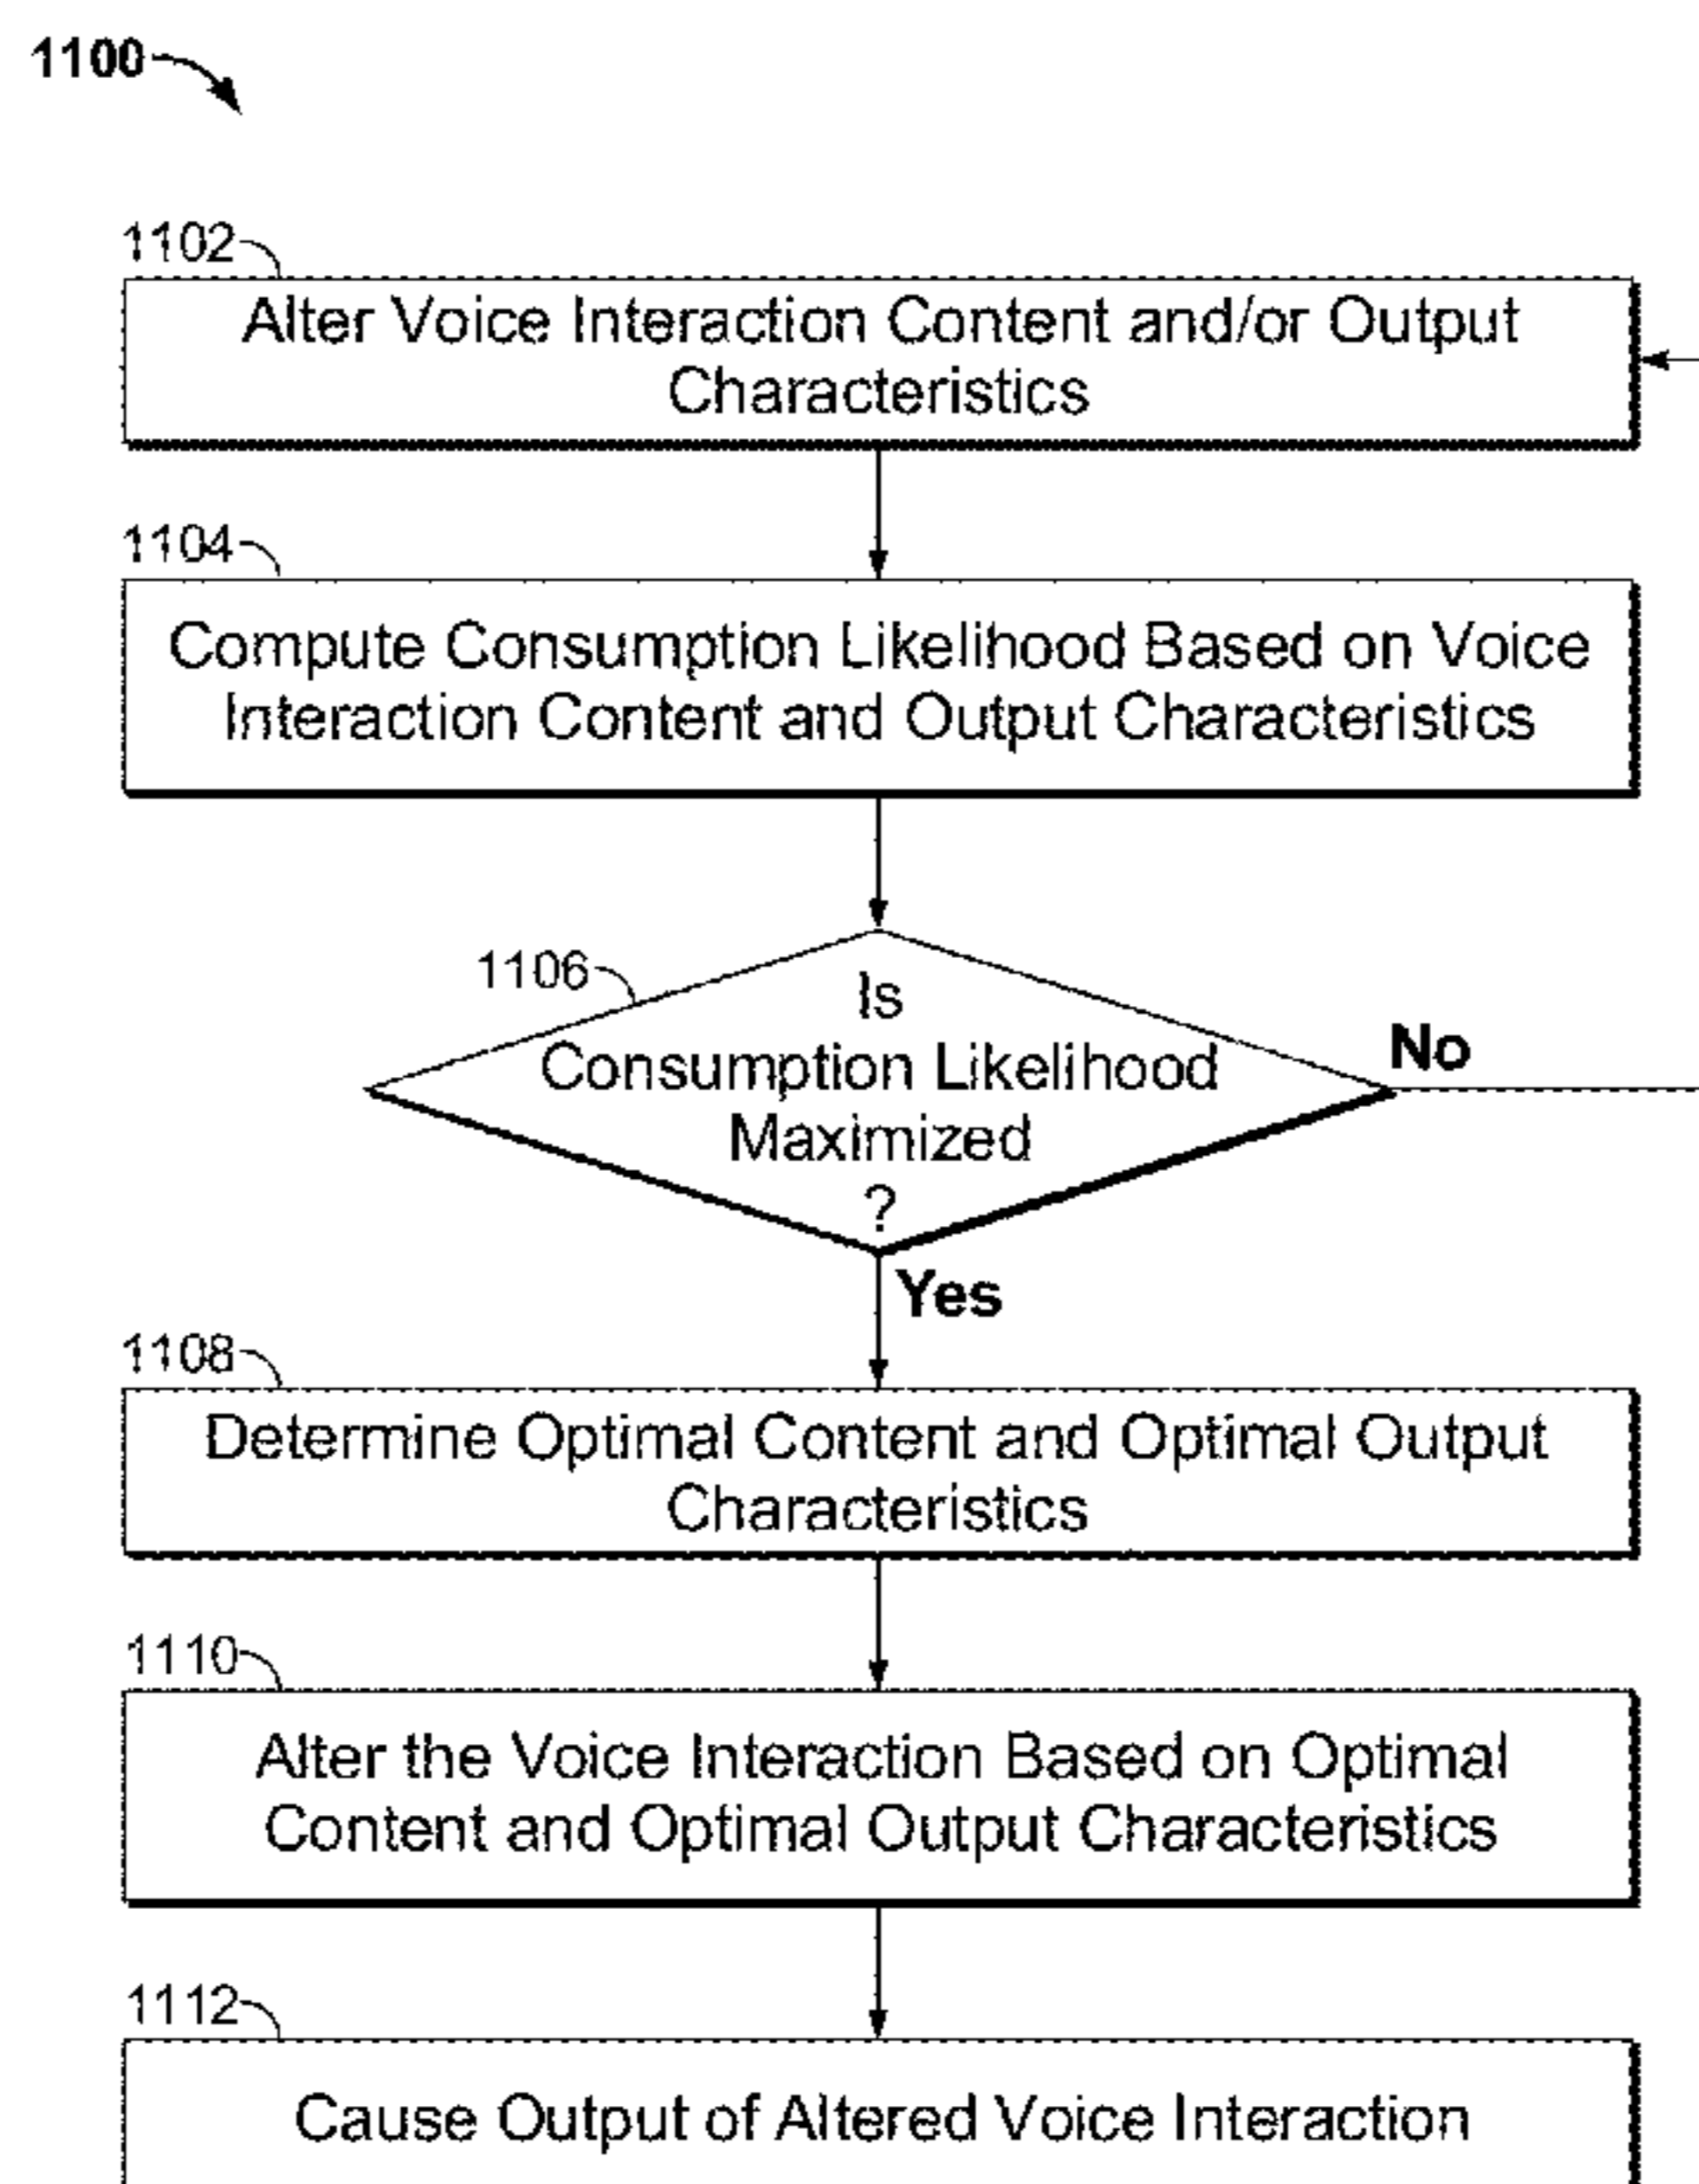 1100
1102
Alter Voice Interaction Content and/or Output
Characteristics
1104
Compute Consumption Likelihood Based on Voice
Interaction Content and Output Characteristics
1106
Is
Consumption Likelihood
Maximized
?
No
Yes
1108
Determine Optimal Content and Optimal Output
Characteristics
1110
Alter the Voice Interaction Based on Optimal
Content and Optimal Output Characteristics
1112
Cause Output of Altered Voice Interaction